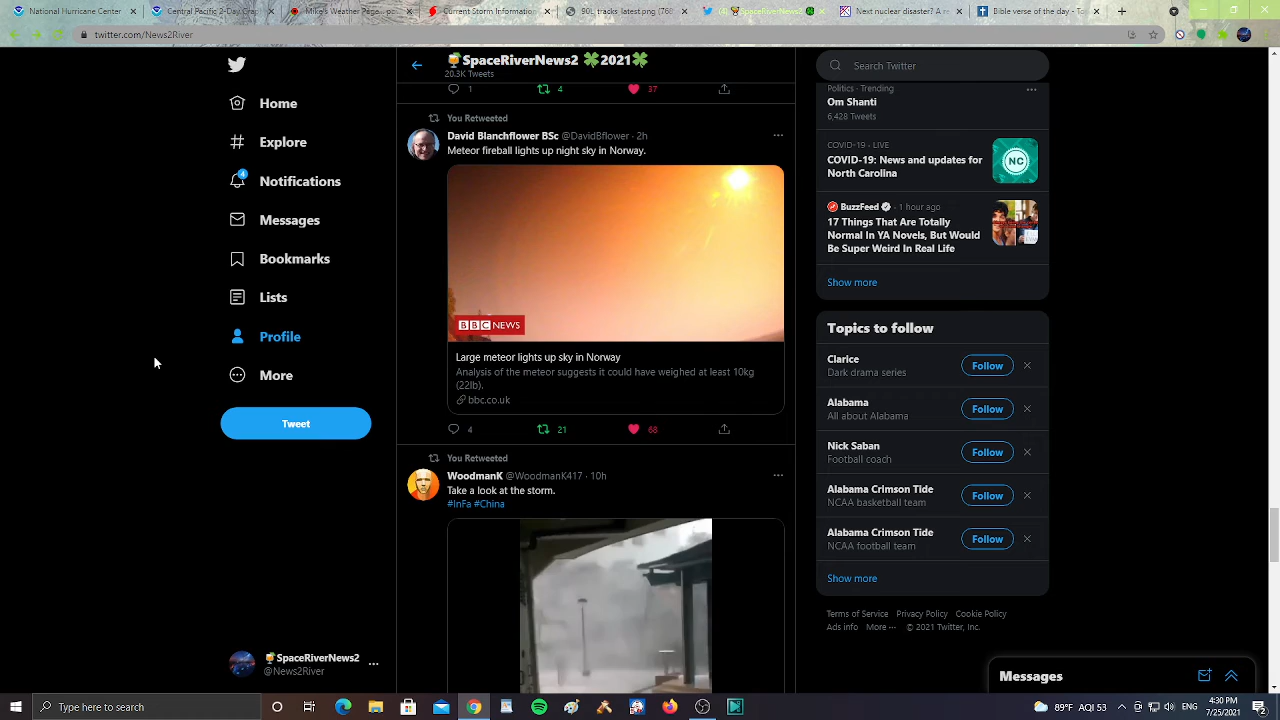 National Hurricane Center
Central Pacific 2-Day Grap
Mike's Weather Page...
Current Storm Information
90L tracks latest.png (768
(4) 🍹SpaceRiverNews2 🍀
Next nuclear disaster? A r
Bible verse of the day - To
twitter.com/News2River
🍹SpaceRiverNews2 🍀2021🍀
20.3K Tweets
Home
Explore
4
Notifications
Messages
Bookmarks
Lists
Profile
More
Tweet
🍹SpaceRiverNews2
@News2River
1 4 37
You Retweeted
David Blanchflower BSc @DavidBflower · 2h
Meteor fireball lights up night sky in Norway.
BBC NEWS
Large meteor lights up sky in Norway
Analysis of the meteor suggests it could have weighed at least 10kg
(22lb).
bbc.co.uk
4 21 68
You Retweeted
WoodmanK @WoodmanK417 · 10h
Take a look at the storm.
#InFa #China
Search Twitter
Politics · Trending
Om Shanti
6,428 Tweets
COVID-19 · LIVE
COVID-19: News and updates for
North Carolina
NC
BuzzFeed · 1 hour ago
17 Things That Are Totally
Normal In YA Novels, But Would
Be Super Weird In Real Life
Show more
Topics to follow
Clarice
Dark drama series
Follow
Alabama
All about Alabama
Follow
Nick Saban
Football coach
Follow
Alabama Crimson Tide
NCAA basketball team
Follow
Alabama Crimson Tide
NCAA football team
Follow
Show more
Terms of Service Privacy Policy Cookie Policy
Ads info More ··· © 2021 Twitter, Inc.
Messages
Type here to search
89°F AQI 53
ENG
4:30 PM
7/25/2021